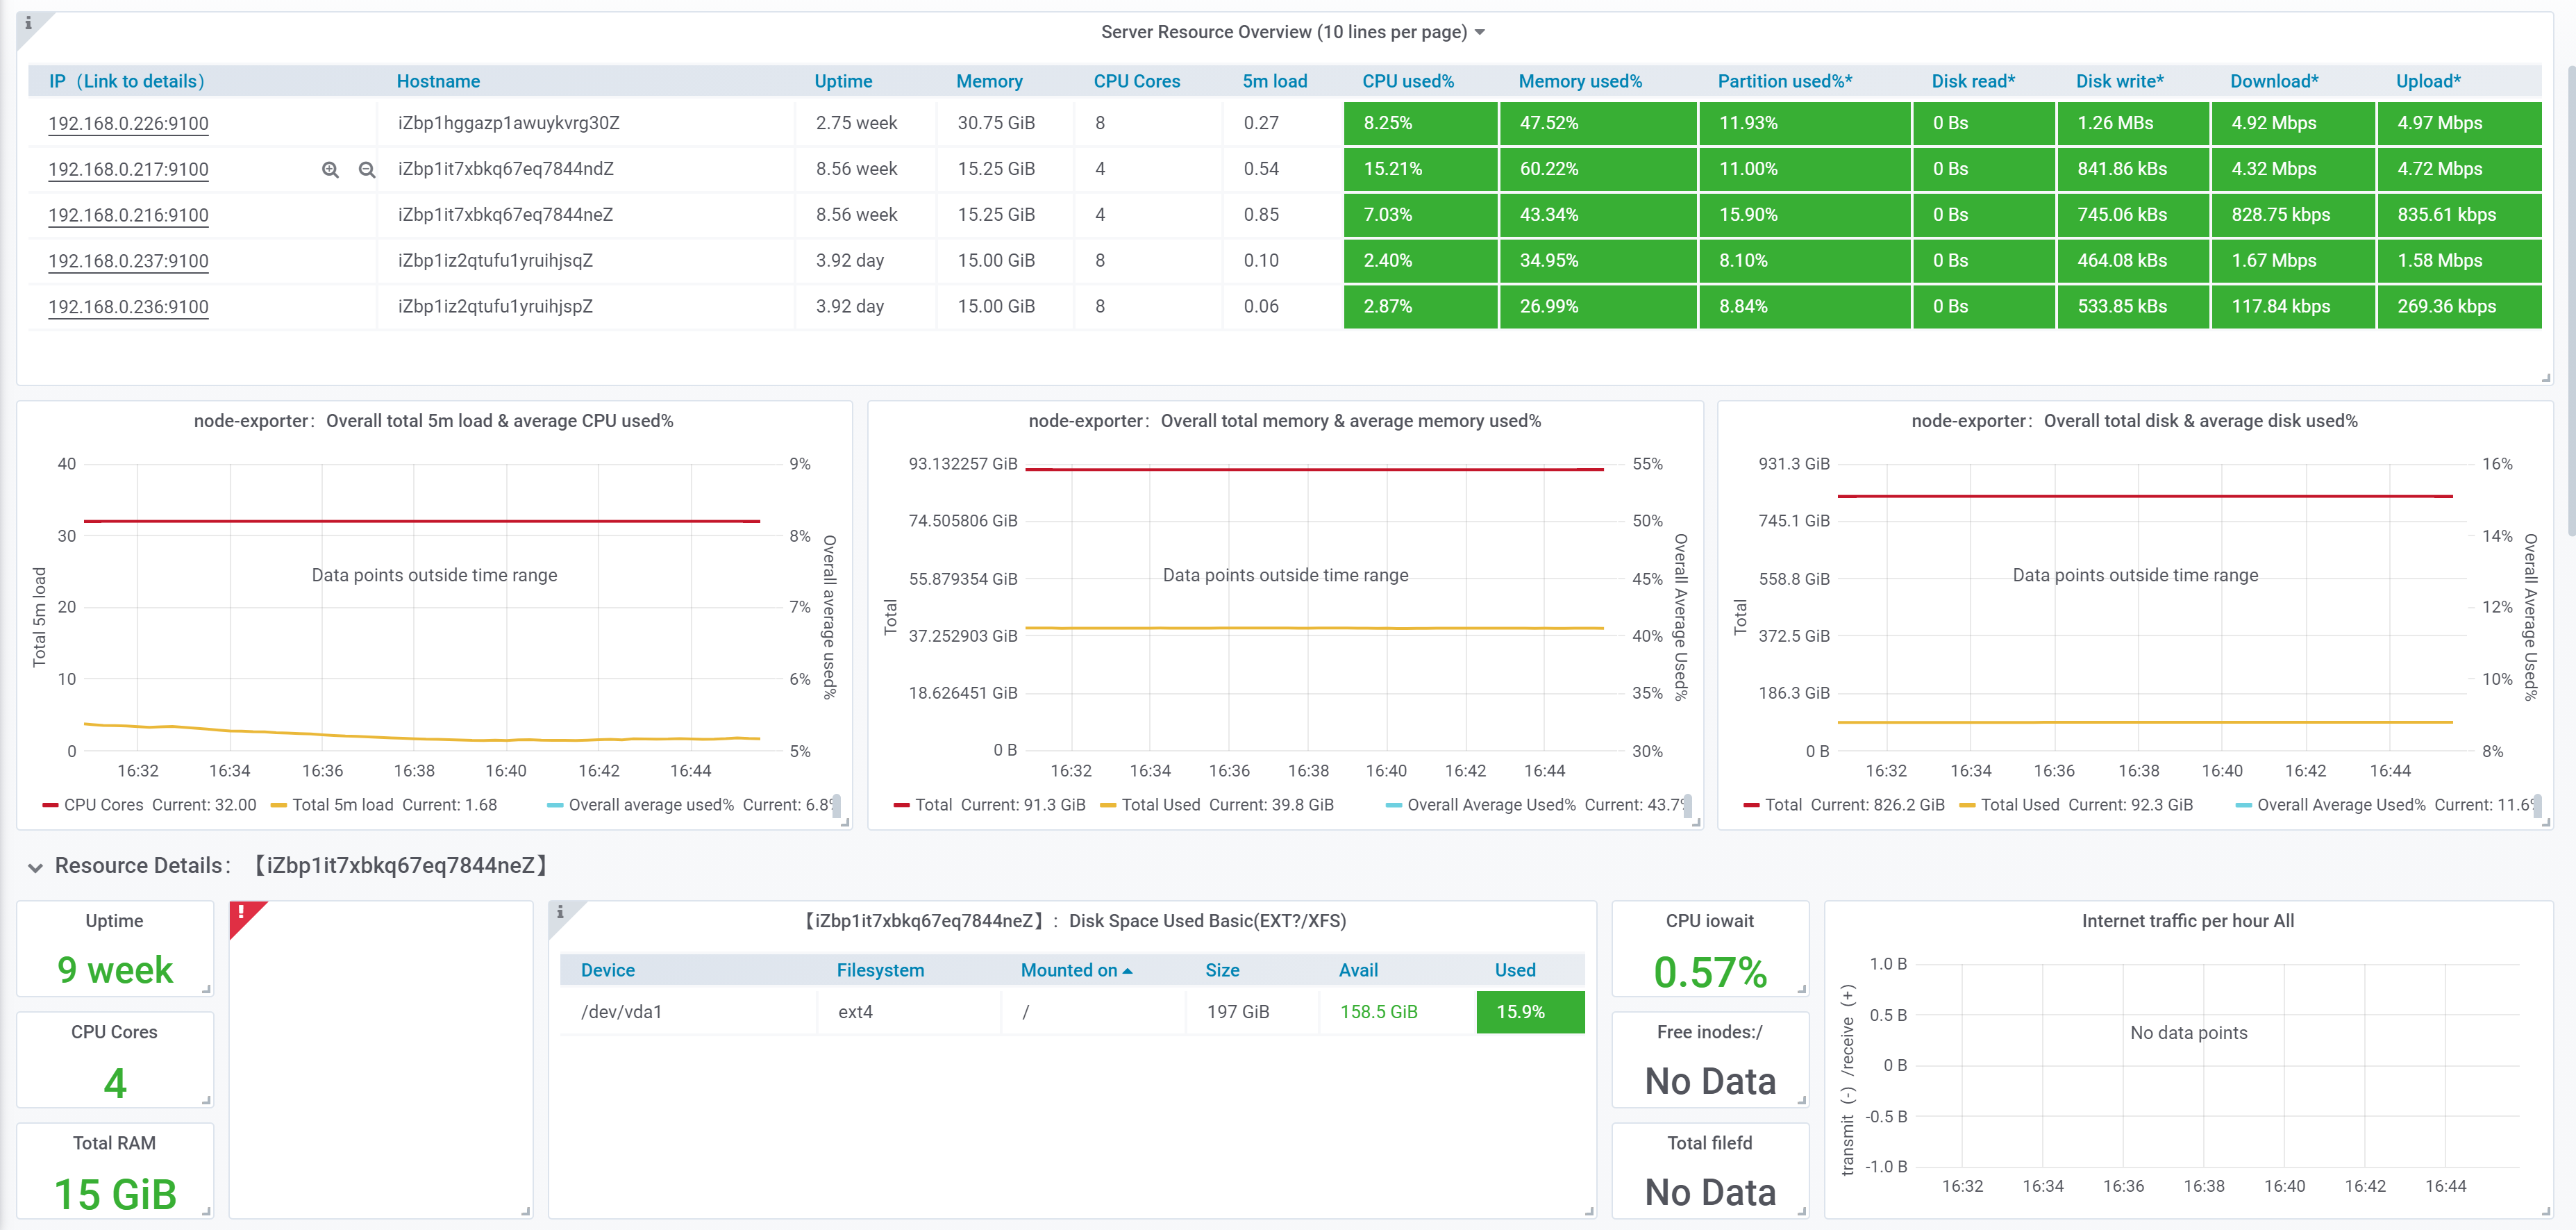 Server Resource Overview (10 lines per page)
IP（Link to details） Hostname Uptime Memory CPU Cores 5m load CPU used% Memory used% Partition used%* Disk read* Disk write* Download* Upload*
192.168.0.226:9100 iZbp1hggazp1awuykvrg30Z 2.75 week 30.75 GiB 8 0.27 8.25% 47.52% 11.93% 0 Bs 1.26 MBs 4.92 Mbps 4.97 Mbps
192.168.0.217:9100 iZbp1it7xbkq67eq7844ndZ 8.56 week 15.25 GiB 4 0.54 15.21% 60.22% 11.00% 0 Bs 841.86 kBs 4.32 Mbps 4.72 Mbps
192.168.0.216:9100 iZbp1it7xbkq67eq7844neZ 8.56 week 15.25 GiB 4 0.85 7.03% 43.34% 15.90% 0 Bs 745.06 kBs 828.75 kbps 835.61 kbps
192.168.0.237:9100 iZbp1iz2qtufu1yruihjsqZ 3.92 day 15.00 GiB 8 0.10 2.40% 34.95% 8.10% 0 Bs 464.08 kBs 1.67 Mbps 1.58 Mbps
192.168.0.236:9100 iZbp1iz2qtufu1yruihjspZ 3.92 day 15.00 GiB 8 0.06 2.87% 26.99% 8.84% 0 Bs 533.85 kBs 117.84 kbps 269.36 kbps
node-exporter： Overall total 5m load & average CPU used%
40
30
20
10
0
Total 5m load
9%
8%
7%
6%
5%
Overall average used%
Data points outside time range
16:32 16:34 16:36 16:38 16:40 16:42 16:44
CPU Cores Current: 32.00 Total 5m load Current: 1.68 Overall average used% Current: 6.8%
node-exporter： Overall total memory & average memory used%
93.132257 GiB
74.505806 GiB
55.879354 GiB
37.252903 GiB
18.626451 GiB
0 B
Total
55%
50%
45%
40%
35%
30%
Overall Average Used%
Data points outside time range
16:32 16:34 16:36 16:38 16:40 16:42 16:44
Total Current: 91.3 GiB Total Used Current: 39.8 GiB Overall Average Used% Current: 43.7%
node-exporter： Overall total disk & average disk used%
931.3 GiB
745.1 GiB
558.8 GiB
372.5 GiB
186.3 GiB
0 B
Total
16%
14%
12%
10%
8%
Overall Average Used%
Data points outside time range
16:32 16:34 16:36 16:38 16:40 16:42 16:44
Total Current: 826.2 GiB Total Used Current: 92.3 GiB Overall Average Used% Current: 11.6%
Resource Details：【iZbp1it7xbkq67eq7844neZ】
Uptime
9 week
CPU Cores
4
Total RAM
15 GiB
【iZbp1it7xbkq67eq7844neZ】：Disk Space Used Basic(EXT?/XFS)
Device Filesystem Mounted on Size Avail Used
/dev/vda1 ext4 / 197 GiB 158.5 GiB 15.9%
CPU iowait
0.57%
Free inodes:/
No Data
Total filefd
No Data
Internet traffic per hour All
1.0 B
0.5 B
0 B
-0.5 B
-1.0 B
transmit（-）/receive（+）
No data points
16:32 16:34 16:36 16:38 16:40 16:42 16:44